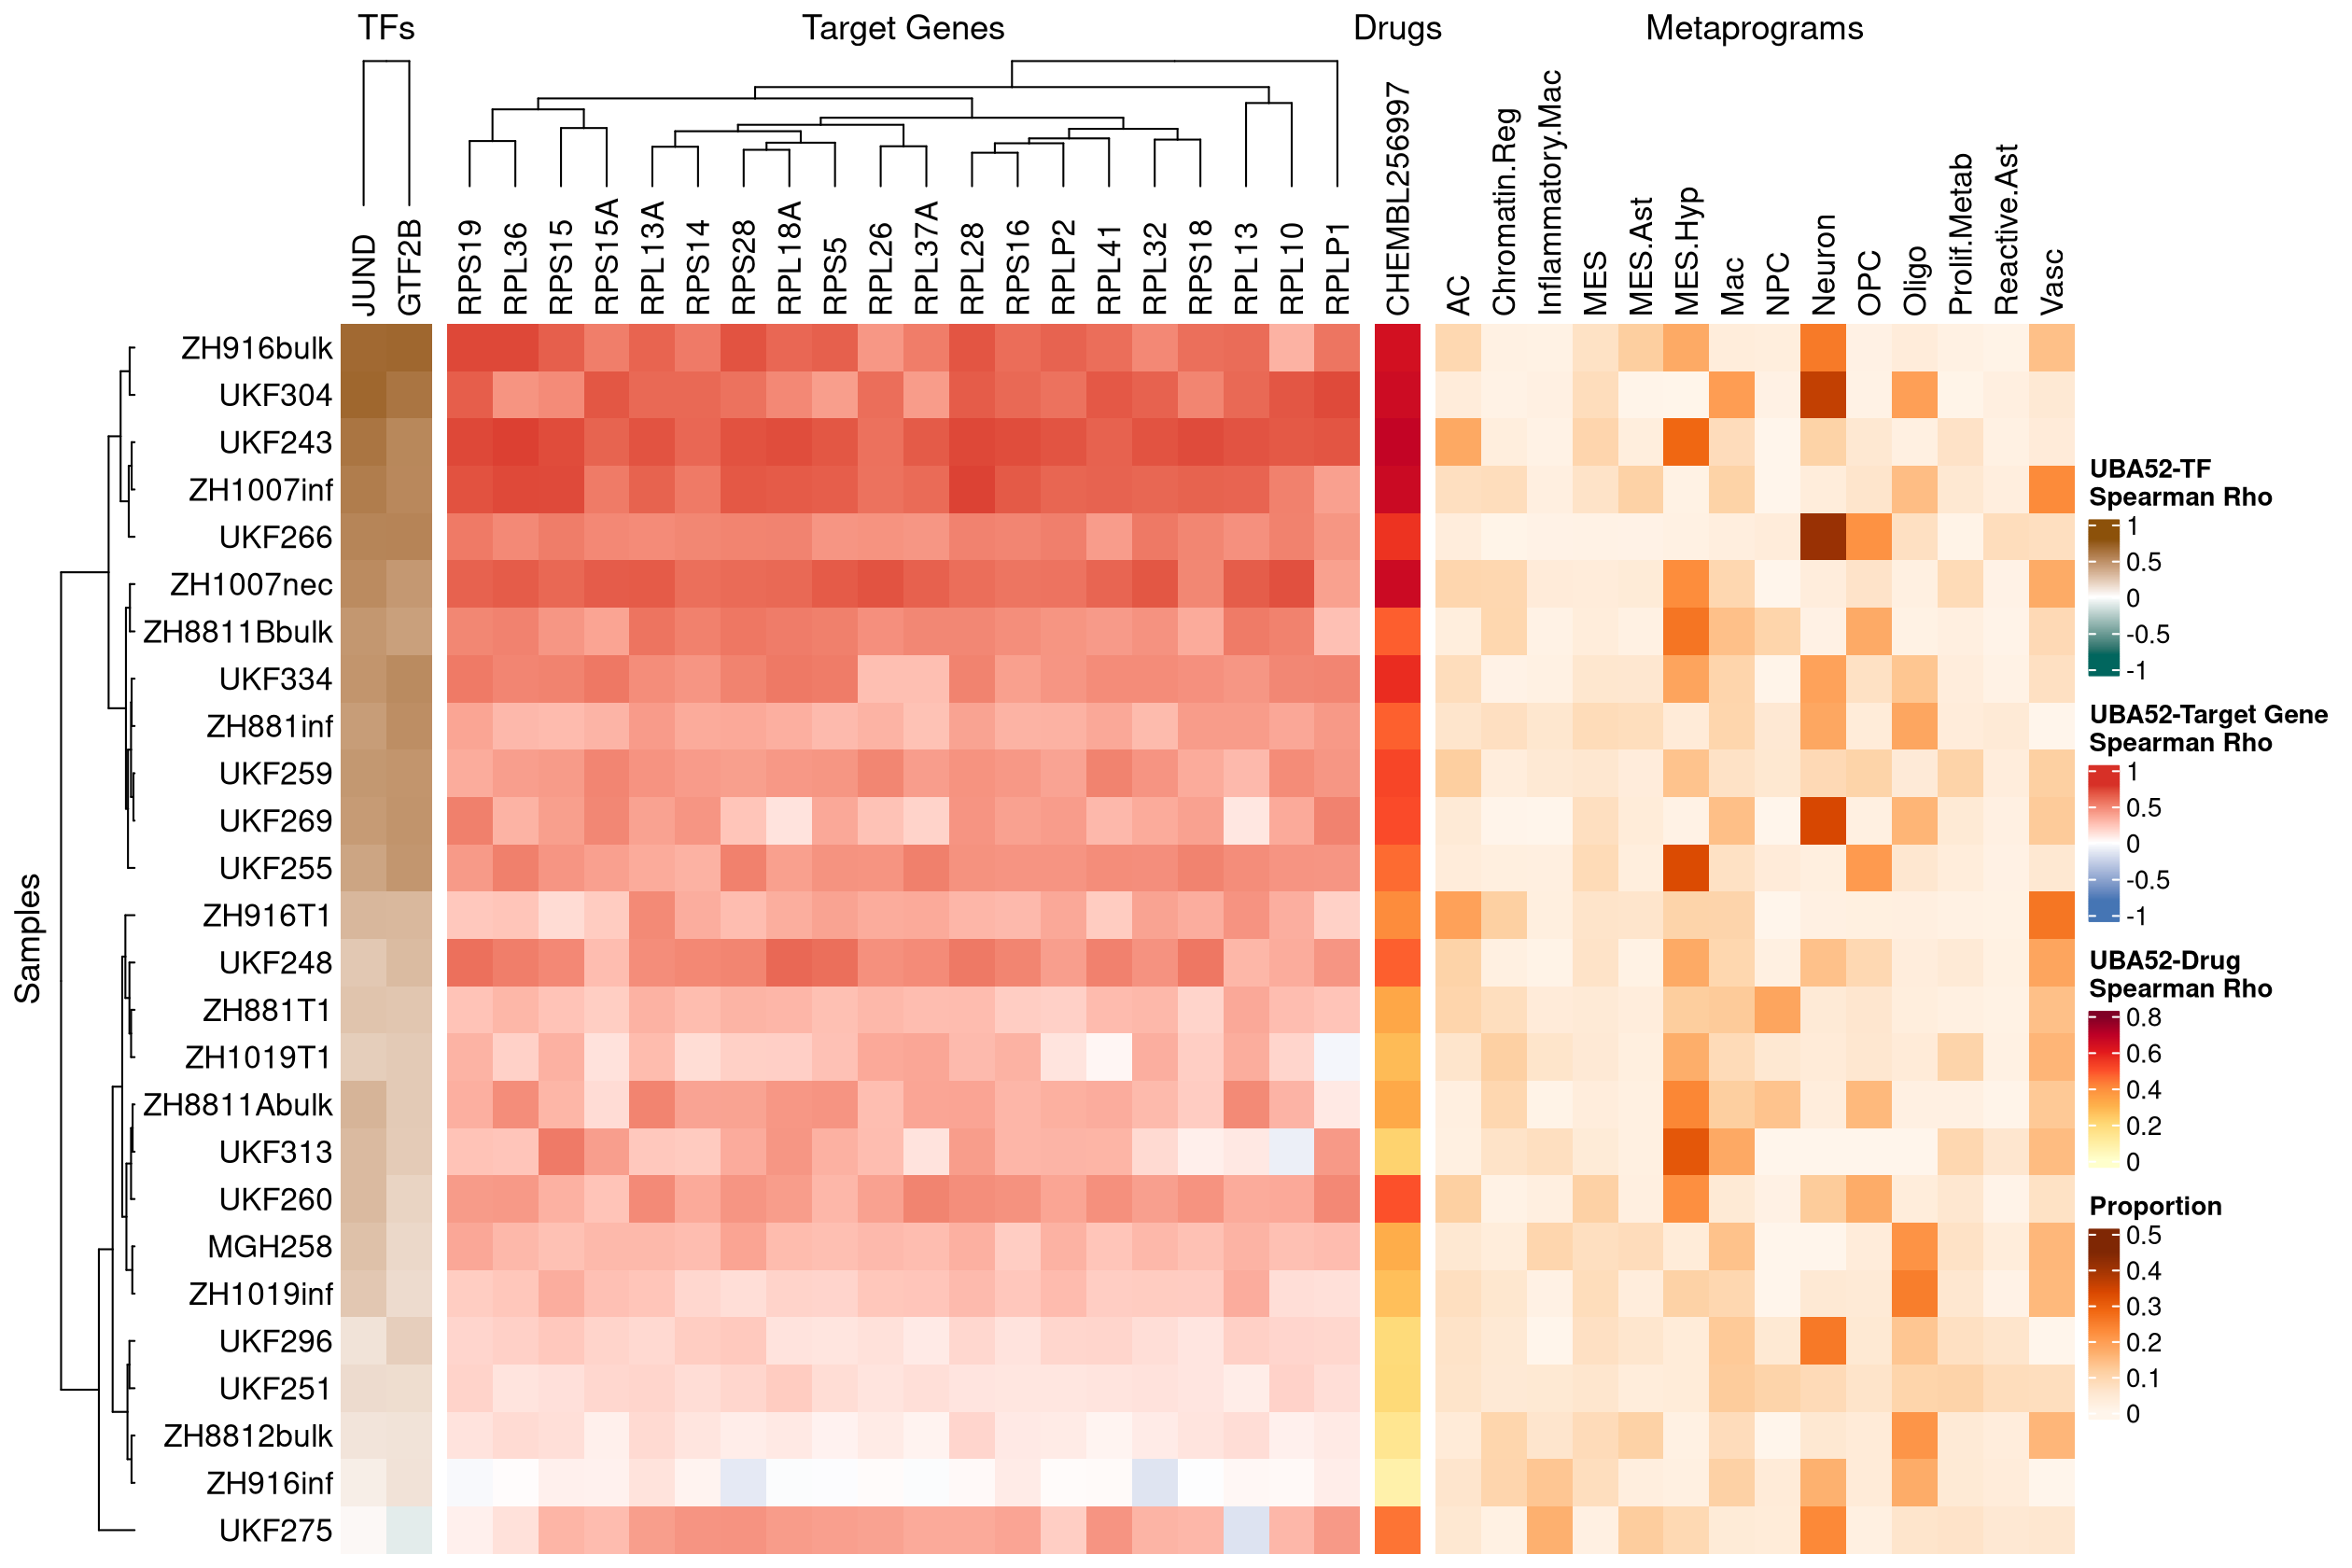 TFs
Target Genes
Drugs
Metaprograms
JUND
GTF2B
RPS19
RPL36
RPS15
RPS15A
RPL13A
RPS14
RPS28
RPL18A
RPS5
RPL26
RPL37A
RPL28
RPS16
RPLP2
RPL41
RPL32
RPS18
RPL13
RPL10
RPLP1
CHEMBL256997
AC
Chromatin.Reg
Inflammatory.Mac
MES
MES.Ast
MES.Hyp
Mac
NPC
Neuron
OPC
Oligo
Prolif.Metab
Reactive.Ast
Vasc
Samples
ZH916bulk
UKF304
UKF243
ZH1007inf
UKF266
ZH1007nec
ZH8811Bbulk
UKF334
ZH881inf
UKF259
UKF269
UKF255
ZH916T1
UKF248
ZH881T1
ZH1019T1
ZH8811Abulk
UKF313
UKF260
MGH258
ZH1019inf
UKF296
UKF251
ZH8812bulk
ZH916inf
UKF275
UBA52-TF
Spearman Rho
1
0.5
0
-0.5
-1
UBA52-Target Gene
Spearman Rho
1
0.5
0
-0.5
-1
UBA52-Drug
Spearman Rho
0.8
0.6
0.4
0.2
0
Proportion
0.5
0.4
0.3
0.2
0.1
0